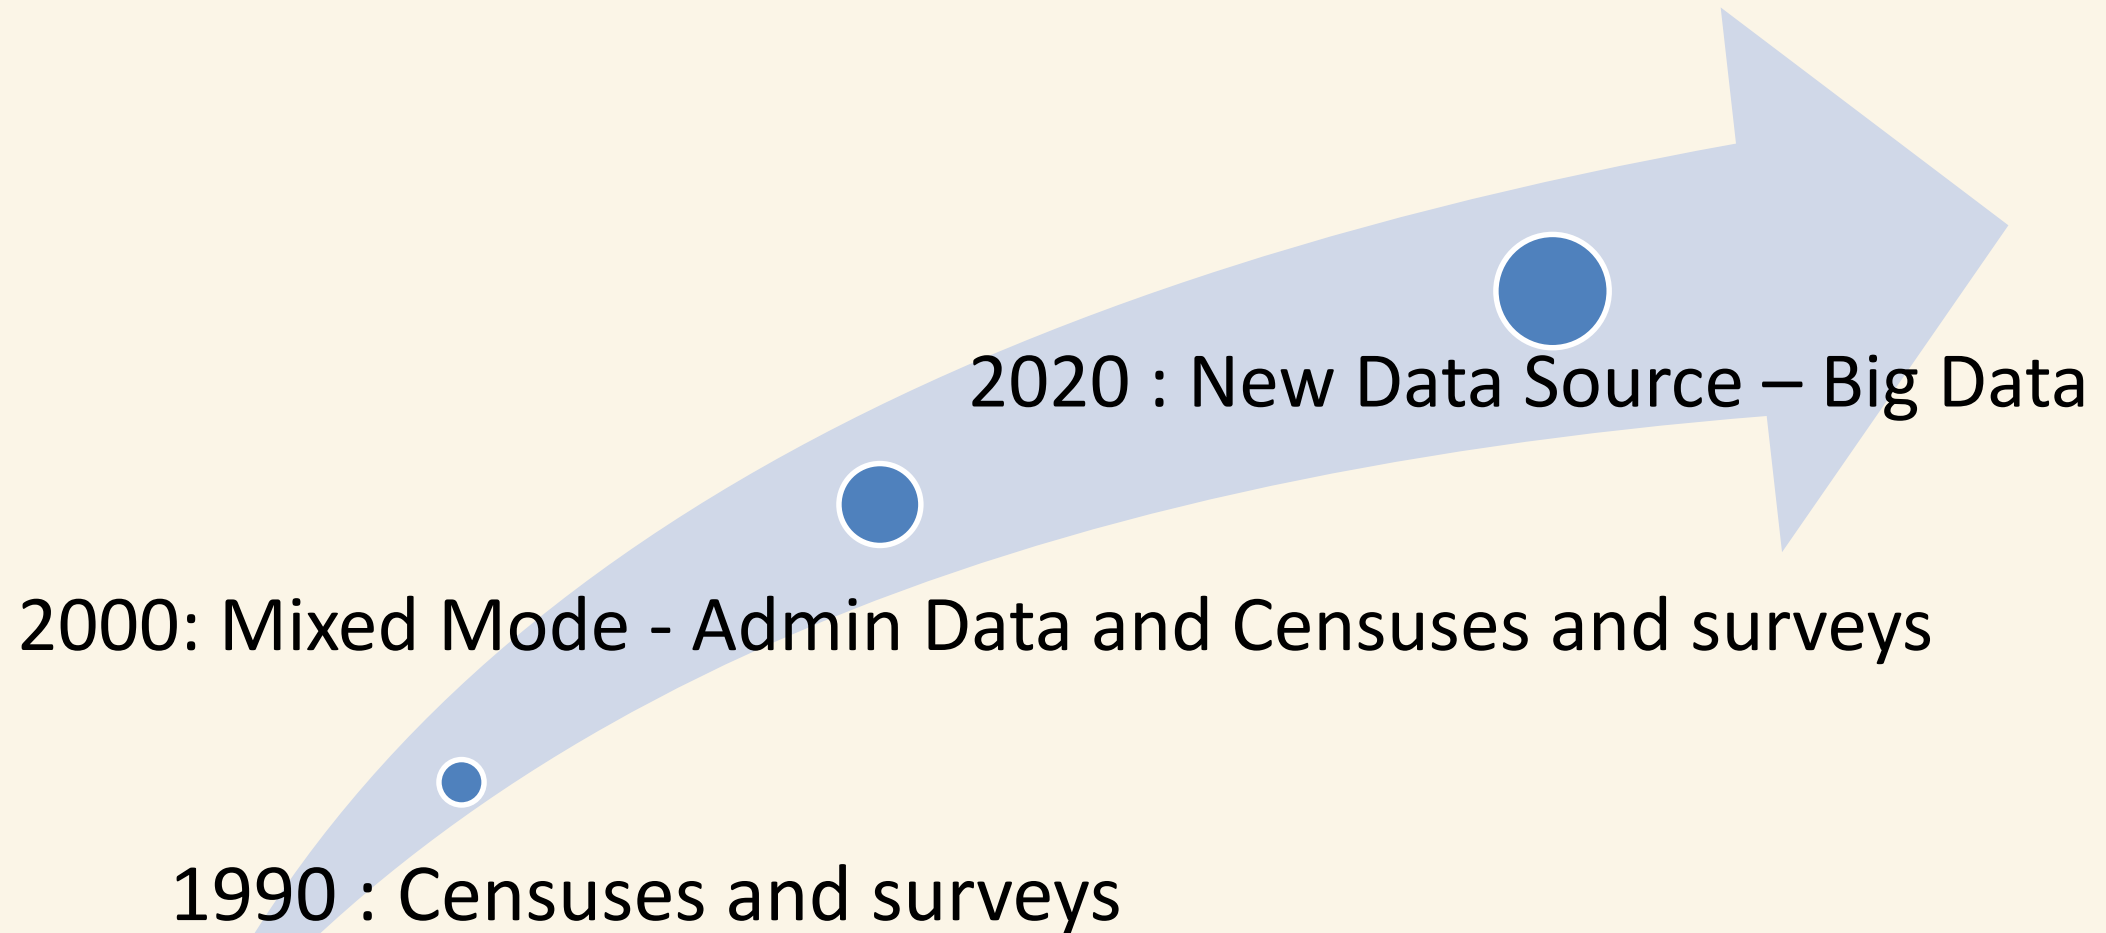 2020 : New Data Source – Big Data
2000: Mixed Mode - Admin Data and Censuses and surveys
1990 : Censuses and surveys